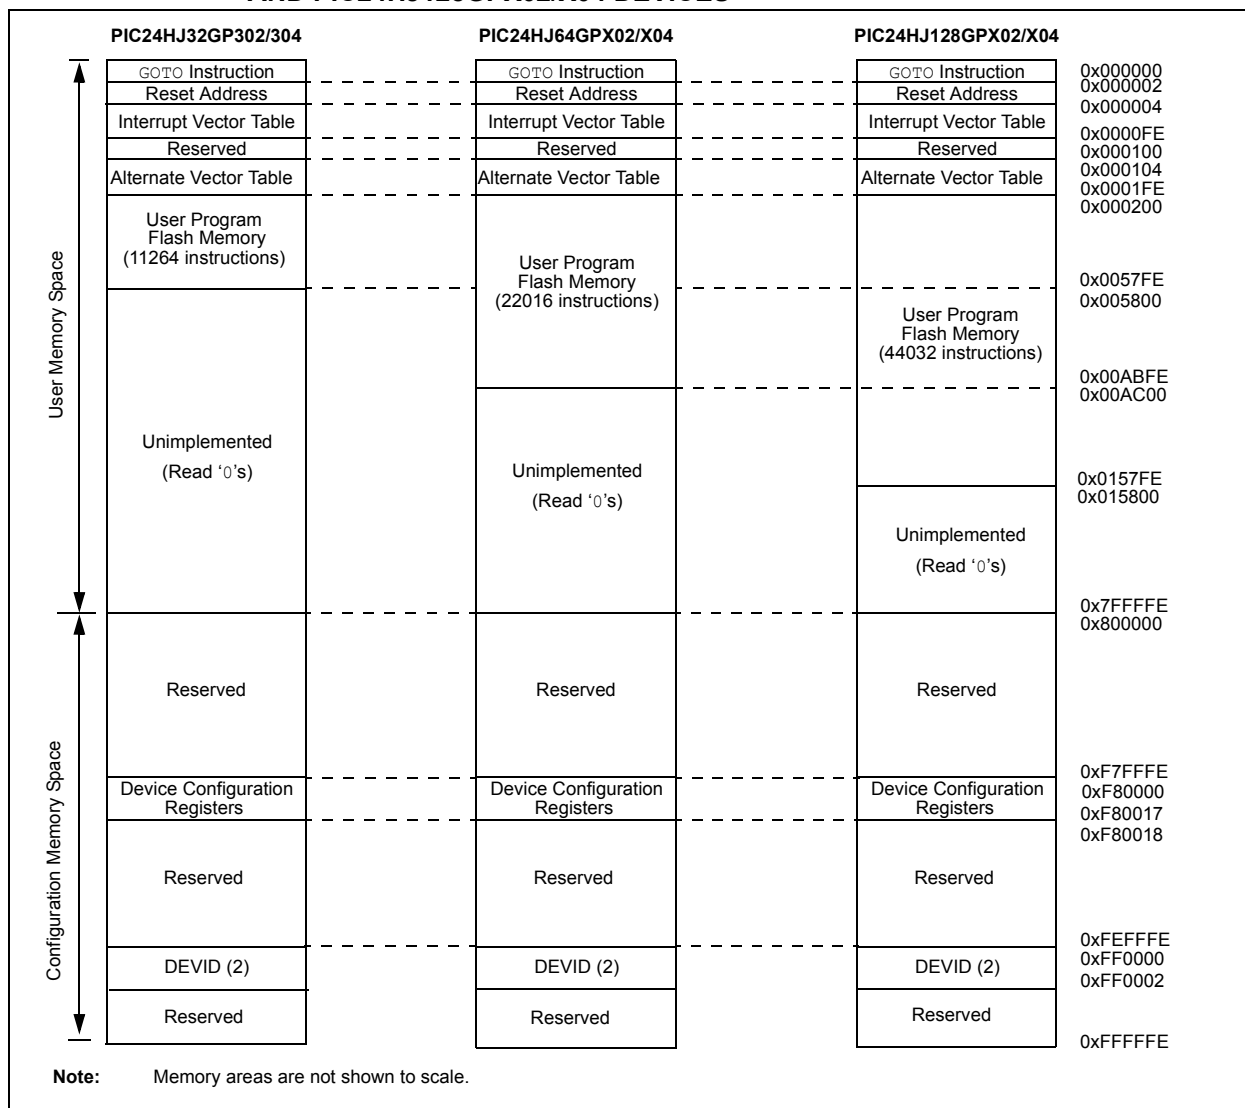 PIC24HJ32GP302/304
PIC24HJ64GPX02/X04
PIC24HJ128GPX02/X04
GOTO Instruction
GOTO Instruction
GOTO Instruction
0x000000
Reset Address
Reset Address
Reset Address
0x000002
0x000004
Interrupt Vector Table
Interrupt Vector Table
Interrupt Vector Table
0x0000FE
Reserved
Reserved
Reserved
0x000100
0x000104
Alternate Vector Table
Alternate Vector Table
Alternate Vector Table
0x0001FE
0x000200
User Program
Flash Memory
(11264 instructions)
User Program
Flash Memory
(22016 instructions)
User Program
Flash Memory
(44032 instructions)
0x0057FE
0x005800
0x00ABFE
0x00AC00
User Memory Space
Unimplemented
(Read ‘0’s)
Unimplemented
(Read ‘0’s)
0x0157FE
0x015800
Unimplemented
(Read ‘0’s)
0x7FFFFE
0x800000
Reserved
Reserved
Reserved
Configuration Memory Space
0xF7FFFE
Device Configuration
Registers
Device Configuration
Registers
Device Configuration
Registers
0xF80000
0xF80017
0xF80018
Reserved
Reserved
Reserved
0xFEFFFE
DEVID (2)
DEVID (2)
DEVID (2)
0xFF0000
0xFF0002
Reserved
Reserved
Reserved
0xFFFFFE
Note: Memory areas are not shown to scale.